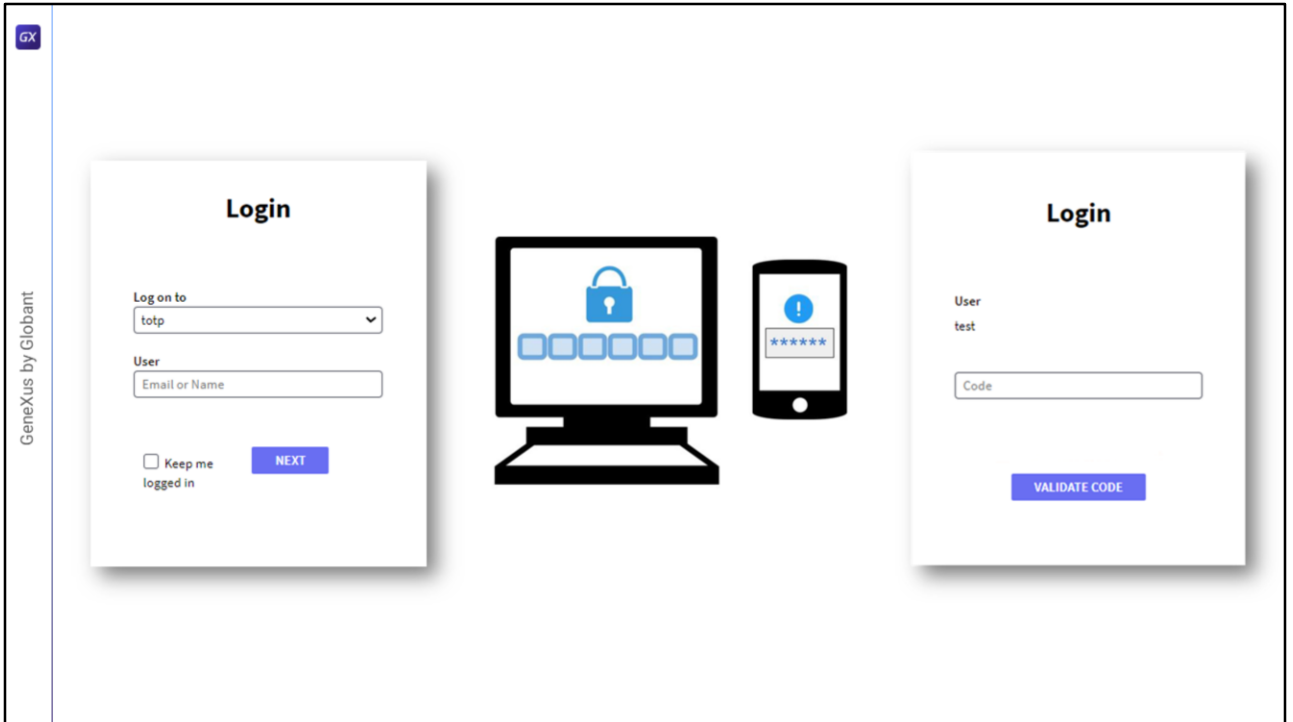 GX
GeneXus by Globant
Login
Log on to
totp
User
Email or Name
Keep me
logged in
NEXT
!
******
Login
User
test
Code
VALIDATE CODE